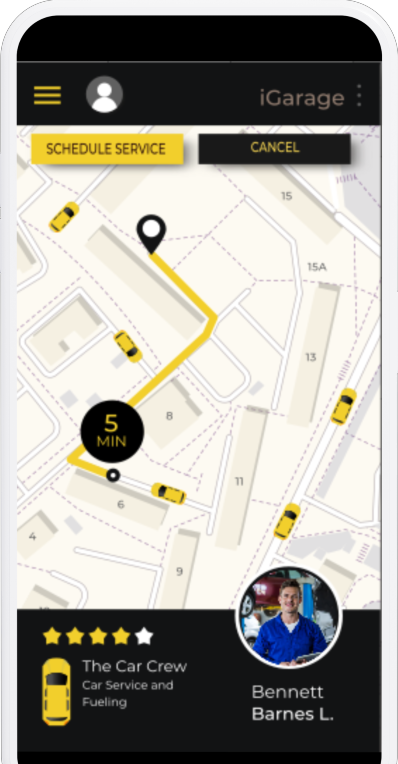 iGarage
SCHEDULE SERVICE
CANCEL
15
15A
13
5
MIN
8
11
6
4
9
The Car Crew
Car Service and
Fueling
Bennett
Barnes L.